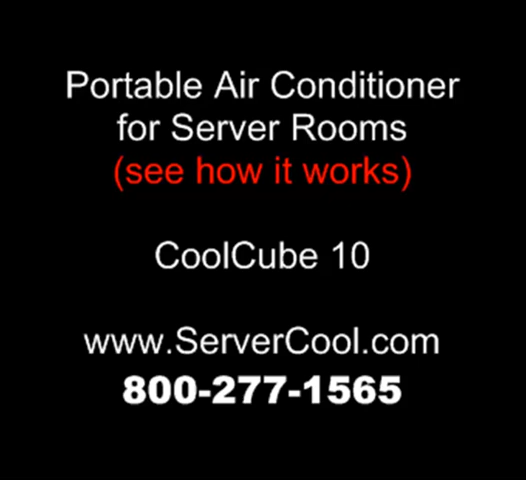 Portable Air Conditioner
for Server Rooms
(see how it works)
CoolCube 10
www.ServerCool.com
800-277-1565